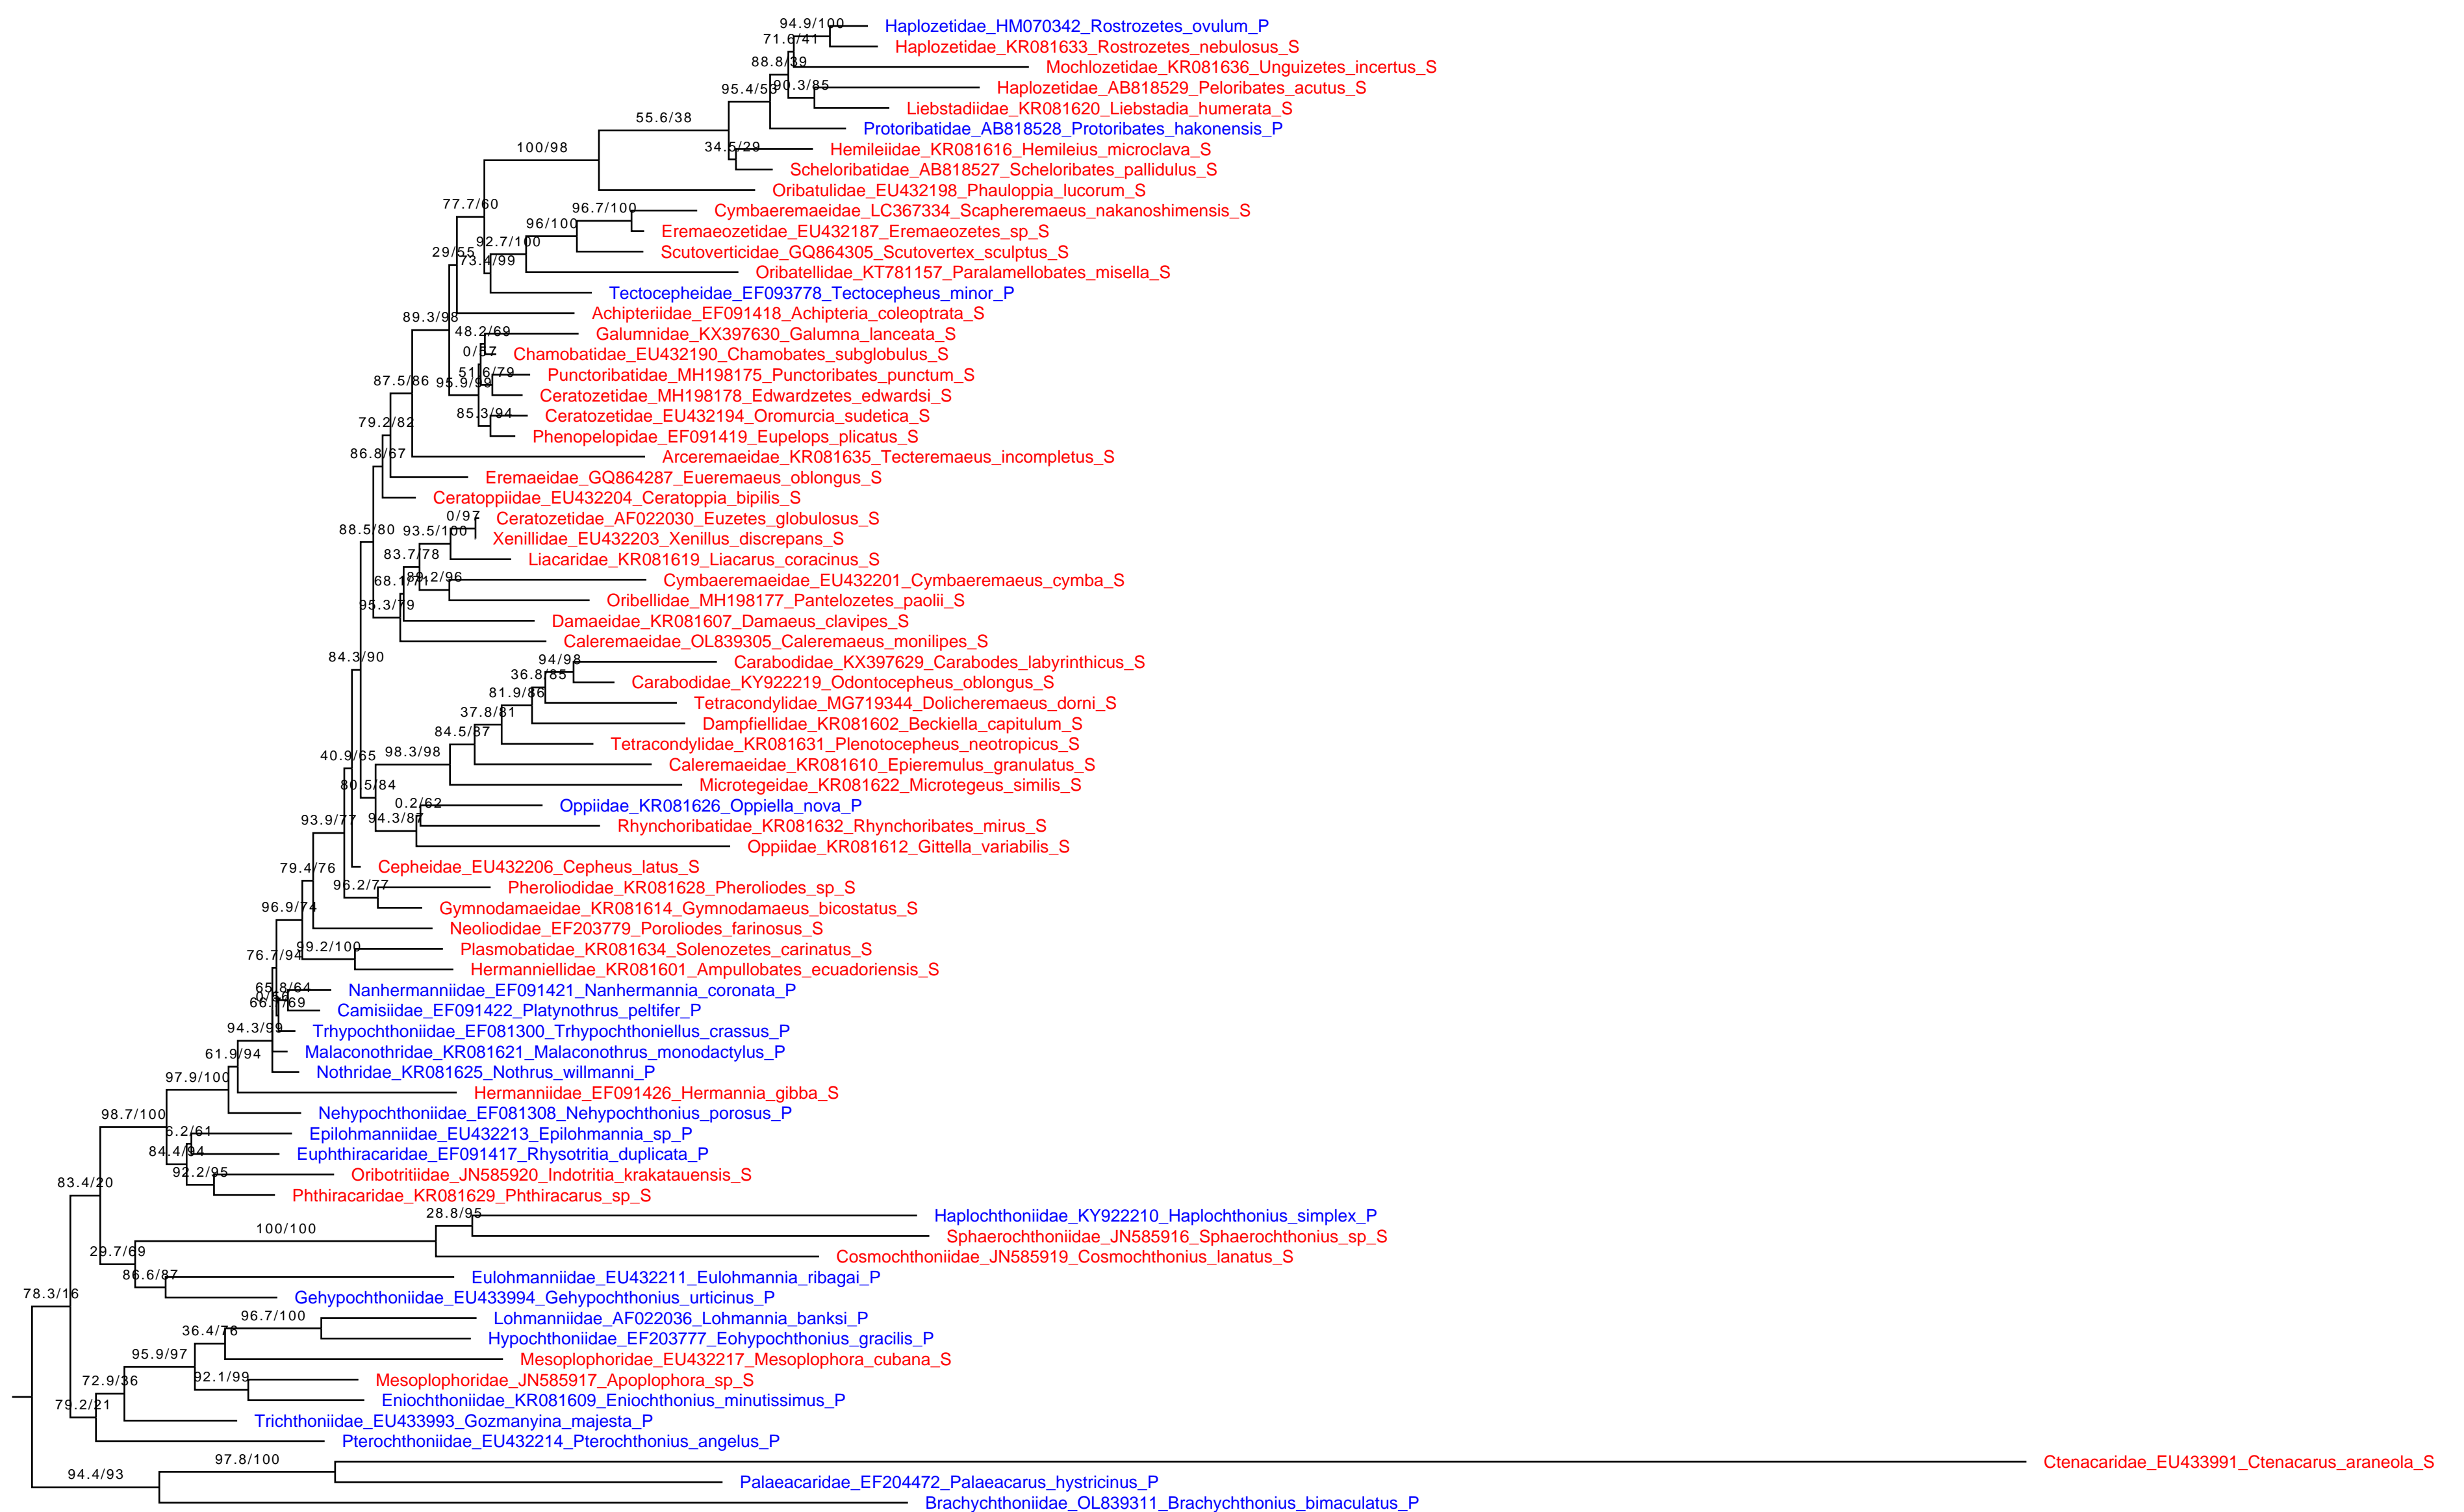 94.9/100
Haplozetidae_HM070342_Rostrozetes_ovulum_P
71.6/41
Haplozetidae_KR081633_Rostrozetes_nebulosus_S
88.8/39
Mochlozetidae_KR081636_Unguizetes_incertus_S
95.4/53
90.3/85
Haplozetidae_AB818529_Peloribates_acutus_S
Liebstadiidae_KR081620_Liebstadia_humerata_S
55.6/38
Protoribatidae_AB818528_Protoribates_hakonensis_P
100/98
34.5/29
Hemileiidae_KR081616_Hemileius_microclava_S
Scheloribatidae_AB818527_Scheloribates_pallidulus_S
Oribatulidae_EU432198_Phauloppia_lucorum_S
77.7/60
96.7/100
Cymbaeremaeidae_LC367334_Scapheremaeus_nakanoshimensis_S
96/100
Eremaeozetidae_EU432187_Eremaeozetes_sp_S
29/55
92.7/100
Scutoverticidae_GQ864305_Scutovertex_sculptus_S
73.4/99
Oribatellidae_KT781157_Paralamellobates_misella_S
Tectocepheidae_EF093778_Tectocepheus_minor_P
89.3/98
Achipteriidae_EF091418_Achipteria_coleoptrata_S
48.2/69
Galumnidae_KX397630_Galumna_lanceata_S
0/57
Chamobatidae_EU432190_Chamobates_subglobulus_S
87.5/86
95.9/99
51.6/79
Punctoribatidae_MH198175_Punctoribates_punctum_S
Ceratozetidae_MH198178_Edwardzetes_edwardsi_S
85.3/94
Ceratozetidae_EU432194_Oromurcia_sudetica_S
79.2/82
Phenopelopidae_EF091419_Eupelops_plicatus_S
86.8/67
Arceremaeidae_KR081635_Tecteremaeus_incompletus_S
Eremaeidae_GQ864287_Eueremaeus_oblongus_S
Ceratoppiidae_EU432204_Ceratoppia_bipilis_S
88.5/80
93.5/100
0/97
Ceratozetidae_AF022030_Euzetes_globulosus_S
Xenillidae_EU432203_Xenillus_discrepans_S
83.7/78
Liacaridae_KR081619_Liacarus_coracinus_S
68.1/71
89.2/96
Cymbaeremaeidae_EU432201_Cymbaeremaeus_cymba_S
95.3/79
Oribellidae_MH198177_Pantelozetes_paolii_S
Damaeidae_KR081607_Damaeus_clavipes_S
Caleremaeidae_OL839305_Caleremaeus_monilipes_S
84.3/90
94/98
Carabodidae_KX397629_Carabodes_labyrinthicus_S
36.8/85
Carabodidae_KY922219_Odontocepheus_oblongus_S
81.9/86
Tetracondylidae_MG719344_Dolicheremaeus_dorni_S
37.8/81
Dampfiellidae_KR081602_Beckiella_capitulum_S
84.5/87
Tetracondylidae_KR081631_Plenotocepheus_neotropicus_S
40.9/65
98.3/98
Caleremaeidae_KR081610_Epieremulus_granulatus_S
80.5/84
Microtegeidae_KR081622_Microtegeus_similis_S
0.2/62
Oppiidae_KR081626_Oppiella_nova_P
93.9/77
94.3/87
Rhynchoribatidae_KR081632_Rhynchoribates_mirus_S
Oppiidae_KR081612_Gittella_variabilis_S
79.4/76
Cepheidae_EU432206_Cepheus_latus_S
96.2/77
Pheroliodidae_KR081628_Pheroliodes_sp_S
96.9/74
Gymnodamaeidae_KR081614_Gymnodamaeus_bicostatus_S
Neoliodidae_EF203779_Poroliodes_farinosus_S
76.7/94
99.2/100
Plasmobatidae_KR081634_Solenozetes_carinatus_S
Hermanniellidae_KR081601_Ampullobates_ecuadoriensis_S
65.8/64
Nanhermanniidae_EF091421_Nanhermannia_coronata_P
Camisiidae_EF091422_Platynothrus_peltifer_P
94.3/99
Trhypochthoniidae_EF081300_Trhypochthoniellus_crassus_P
61.9/94
Malaconothridae_KR081621_Malaconothrus_monodactylus_P
97.9/100
Nothridae_KR081625_Nothrus_willmanni_P
Hermanniidae_EF091426_Hermannia_gibba_S
98.7/100
Nehypochthoniidae_EF081308_Nehypochthonius_porosus_P
6.2/61
Epilohmanniidae_EU432213_Epilohmannia_sp_P
84.4/94
Euphthiracaridae_EF091417_Rhysotritia_duplicata_P
92.2/95
Oribotritiidae_JN585920_Indotritia_krakatauensis_S
83.4/20
Phthiracaridae_KR081629_Phthiracarus_sp_S
28.8/95
Haplochthoniidae_KY922210_Haplochthonius_simplex_P
100/100
Sphaerochthoniidae_JN585916_Sphaerochthonius_sp_S
29.7/69
Cosmochthoniidae_JN585919_Cosmochthonius_lanatus_S
86.6/87
Eulohmanniidae_EU432211_Eulohmannia_ribagai_P
78.3/16
Gehypochthoniidae_EU433994_Gehypochthonius_urticinus_P
96.7/100
Lohmanniidae_AF022036_Lohmannia_banksi_P
36.4/76
Hypochthoniidae_EF203777_Eohypochthonius_gracilis_P
95.9/97
Mesoplophoridae_EU432217_Mesoplophora_cubana_S
72.9/36
92.1/99
Mesoplophoridae_JN585917_Apoplophora_sp_S
79.2/21
Eniochthoniidae_KR081609_Eniochthonius_minutissimus_P
Trichthoniidae_EU433993_Gozmanyina_majesta_P
Pterochthoniidae_EU432214_Pterochthonius_angelus_P
94.4/93
97.8/100
Ctenacaridae_EU433991_Ctenacarus_araneola_S
Palaeacaridae_EF204472_Palaeacarus_hystricinus_P
Brachychthoniidae_OL839311_Brachychthonius_bimaculatus_P